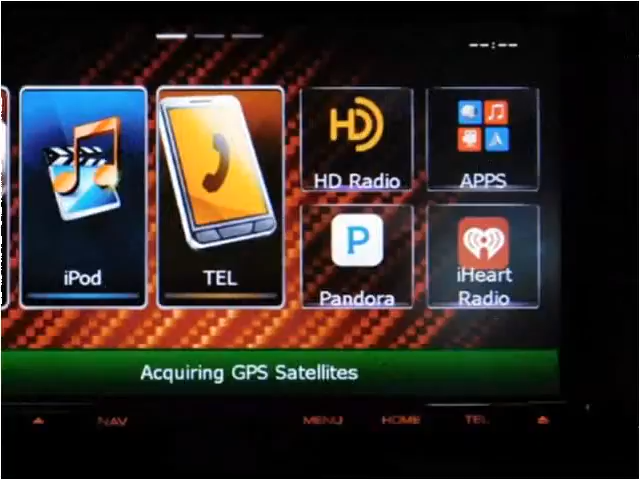 --:--
iPod
TEL
HD
HD Radio
APPS
P
Pandora
iHeart
Radio
Acquiring GPS Satellites
NAV
MENU
HOME
TEL